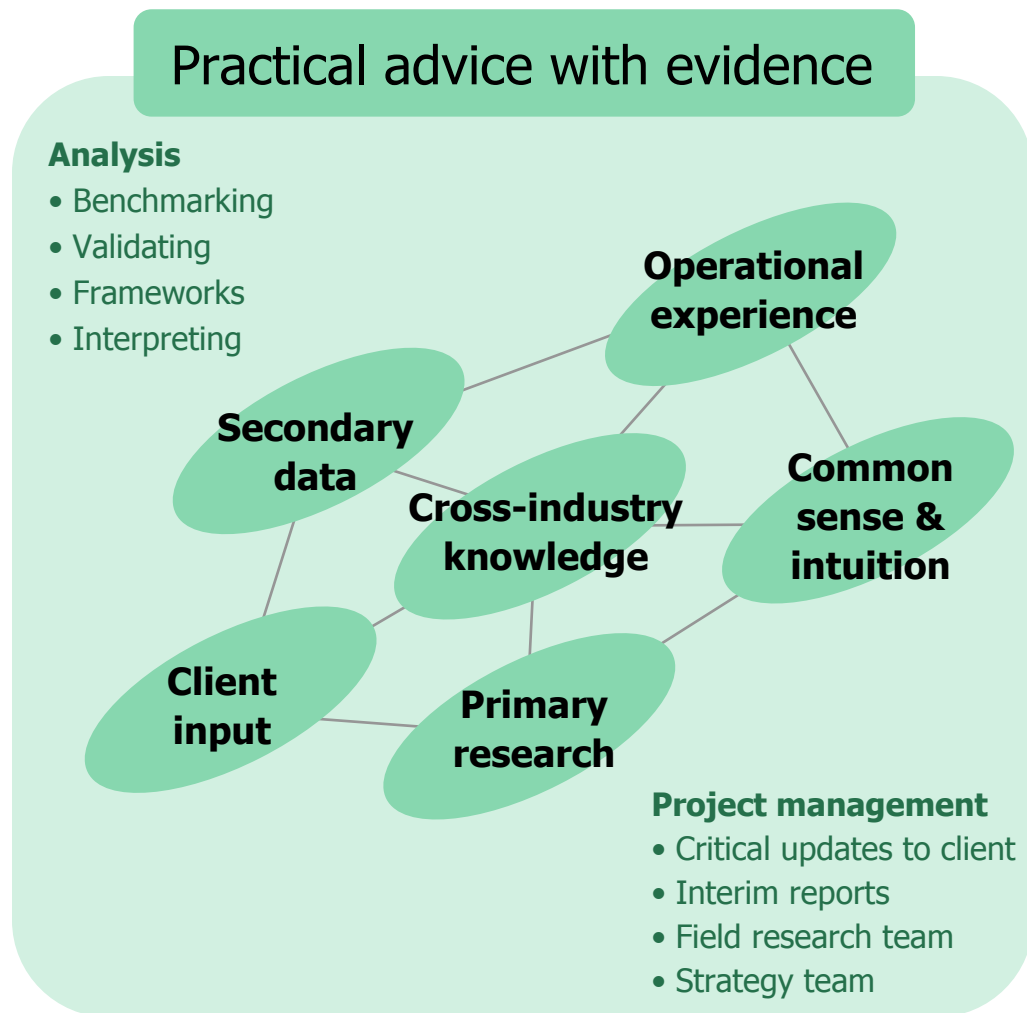 Practical advice with evidence
Analysis
• Benchmarking
• Validating
• Frameworks
• Interpreting
Operational
experience
Secondary
data
Common
sense &
intuition
Cross-industry
knowledge
Client
input
Primary
research
Project management
• Critical updates to client
• Interim reports
• Field research team
• Strategy team